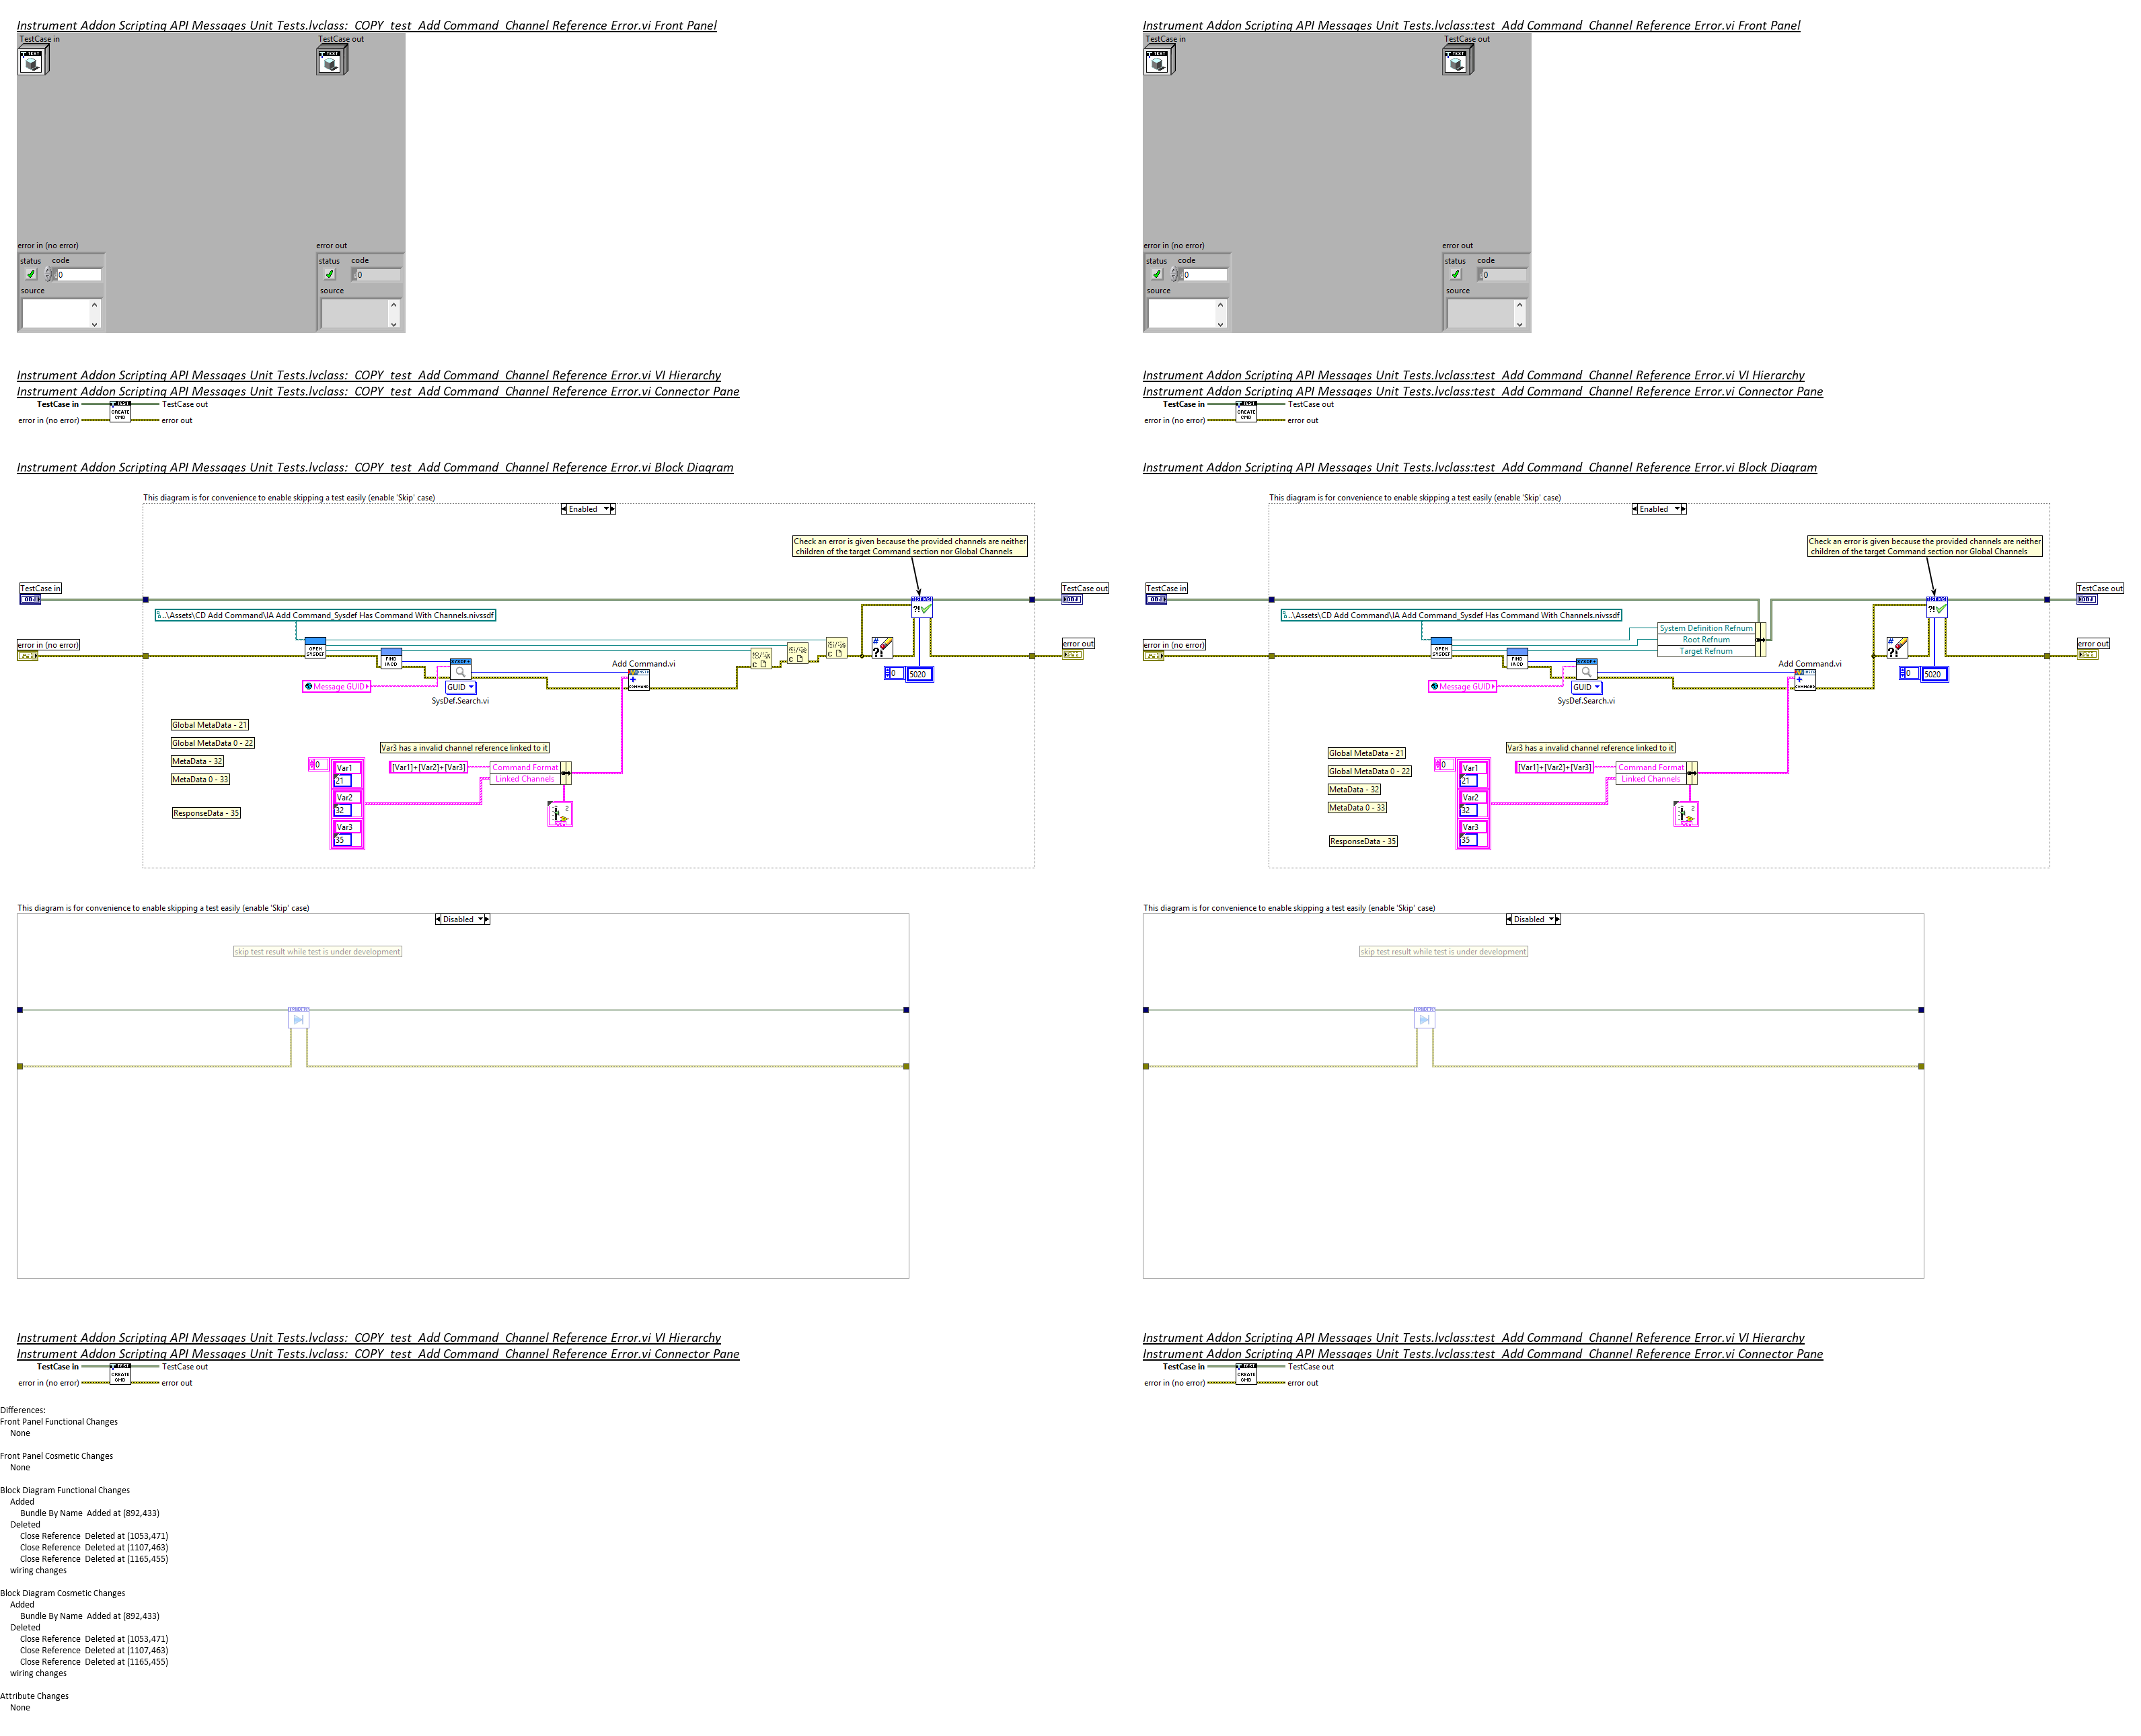 Instrument Addon Scripting API Messages Unit Tests.lvclass:  COPY  test  Add Command  Channel Reference Error.vi Front Panel
TestCase in
TestCase out
TEST
TEST
error in (no error)
status
code
0
source
error out
status
code
0
source
Instrument Addon Scripting API Messages Unit Tests.lvclass:  COPY  test  Add Command  Channel Reference Error.vi VI Hierarchy
Instrument Addon Scripting API Messages Unit Tests.lvclass:  COPY  test  Add Command  Channel Reference Error.vi Connector Pane
TestCase in
TestCase out
TEST
CREATE
CMD
error in (no error)
error out
Instrument Addon Scripting API Messages Unit Tests.lvclass:  COPY  test  Add Command  Channel Reference Error.vi Block Diagram
This diagram is for convenience to enable skipping a test easily (enable 'Skip' case)
Enabled
Check an error is given because the provided channels are neither
children of the target Command section nor Global Channels
TestCase in
OBJ
TestCase out
OBJ
..\Assets\CD Add Command\IA Add Command_Sysdef Has Command With Channels.nivssdf
error in (no error)
error out
OPEN
SYSDEF
FIND
IA CD
Message GUID
GUID
SysDef.Search.vi
Add Command.vi
COMMAND
0
5020
Global MetaData - 21
Global MetaData 0 - 22
MetaData - 32
MetaData 0 - 33
ResponseData - 35
Var3 has a invalid channel reference linked to it
[Var1]+[Var2]+[Var3]
Command Format
Linked Channels
0
Var1
21
Var2
32
Var3
35
This diagram is for convenience to enable skipping a test easily (enable 'Skip' case)
Disabled
skip test result while test is under development
Instrument Addon Scripting API Messages Unit Tests.lvclass:  COPY  test  Add Command  Channel Reference Error.vi VI Hierarchy
Instrument Addon Scripting API Messages Unit Tests.lvclass:  COPY  test  Add Command  Channel Reference Error.vi Connector Pane
TestCase in
TestCase out
TEST
CREATE
CMD
error in (no error)
error out
Differences:
Front Panel Functional Changes
None
Front Panel Cosmetic Changes
None
Block Diagram Functional Changes
Added
Bundle By Name  Added at (892,433)
Deleted
Close Reference  Deleted at (1053,471)
Close Reference  Deleted at (1107,463)
Close Reference  Deleted at (1165,455)
wiring changes
Block Diagram Cosmetic Changes
Added
Bundle By Name  Added at (892,433)
Deleted
Close Reference  Deleted at (1053,471)
Close Reference  Deleted at (1107,463)
Close Reference  Deleted at (1165,455)
wiring changes
Attribute Changes
None
Instrument Addon Scripting API Messages Unit Tests.lvclass:test  Add Command  Channel Reference Error.vi Front Panel
TestCase in
TestCase out
TEST
TEST
error in (no error)
status
code
0
source
error out
status
code
0
source
Instrument Addon Scripting API Messages Unit Tests.lvclass:test  Add Command  Channel Reference Error.vi VI Hierarchy
Instrument Addon Scripting API Messages Unit Tests.lvclass:test  Add Command  Channel Reference Error.vi Connector Pane
TestCase in
TestCase out
TEST
CREATE
CMD
error in (no error)
error out
Instrument Addon Scripting API Messages Unit Tests.lvclass:test  Add Command  Channel Reference Error.vi Block Diagram
This diagram is for convenience to enable skipping a test easily (enable 'Skip' case)
Enabled
Check an error is given because the provided channels are neither
children of the target Command section nor Global Channels
TestCase in
OBJ
TestCase out
OBJ
..\Assets\CD Add Command\IA Add Command_Sysdef Has Command With Channels.nivssdf
System Definition Refnum
Root Refnum
Target Refnum
error in (no error)
error out
OPEN
SYSDEF
FIND
IA CD
Message GUID
GUID
SysDef.Search.vi
Add Command.vi
COMMAND
0
5020
Global MetaData - 21
Global MetaData 0 - 22
MetaData - 32
MetaData 0 - 33
ResponseData - 35
Var3 has a invalid channel reference linked to it
[Var1]+[Var2]+[Var3]
Command Format
Linked Channels
0
Var1
21
Var2
32
Var3
35
This diagram is for convenience to enable skipping a test easily (enable 'Skip' case)
Disabled
skip test result while test is under development
Instrument Addon Scripting API Messages Unit Tests.lvclass:test  Add Command  Channel Reference Error.vi VI Hierarchy
Instrument Addon Scripting API Messages Unit Tests.lvclass:test  Add Command  Channel Reference Error.vi Connector Pane
TestCase in
TestCase out
TEST
CREATE
CMD
error in (no error)
error out